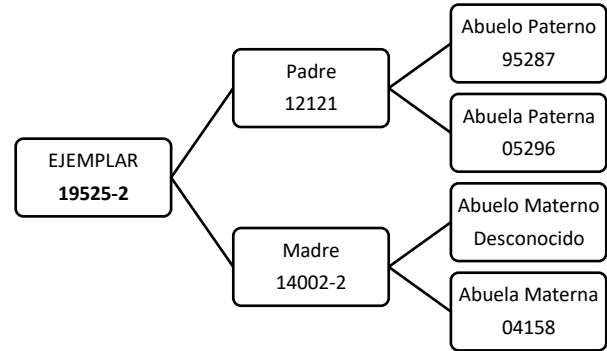 EJEMPLAR
19525-2
Padre
12121
Madre
14002-2
Abuelo Paterno
95287
Abuela Paterna
05296
Abuelo Materno
Desconocido
Abuela Materna
04158